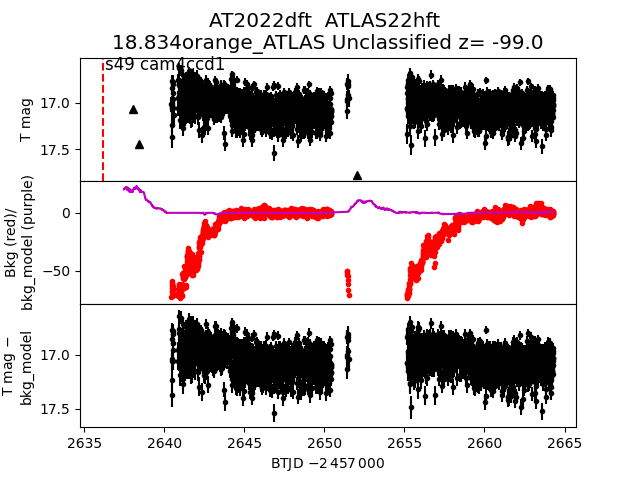 AT2022dft  ATLAS22hft
18.834orange_ATLAS Unclassified z= -99.0
s49 cam4ccd1
T mag
17.0
17.5
Bkg (red)/
bkg_model (purple)
0
−50
T mag −
bkg_model
17.0
17.5
2635 2640 2645 2650 2655 2660 2665
BTJD −2 457 000